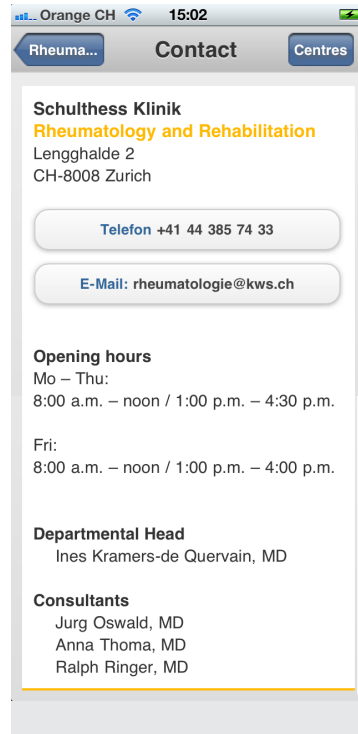 Orange CH 15:02
Rheuma... Contact Centres
Schulthess Klinik
Rheumatology and Rehabilitation
Lengghalde 2
CH-8008 Zurich
Telefon +41 44 385 74 33
E-Mail: rheumatologie@kws.ch
Opening hours
Mo – Thu:
8:00 a.m. – noon / 1:00 p.m. – 4:30 p.m.
Fri:
8:00 a.m. – noon / 1:00 p.m. – 4:00 p.m.
Departmental Head
Ines Kramers-de Quervain, MD
Consultants
Jurg Oswald, MD
Anna Thoma, MD
Ralph Ringer, MD